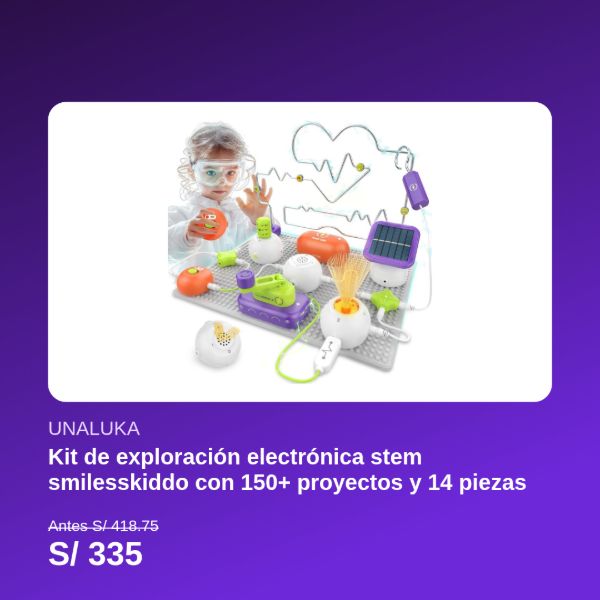 UNALUKA
Kit de exploración electrónica stem
smilesskiddo con 150+ proyectos y 14 piezas
Antes S/ 418.75
S/ 335